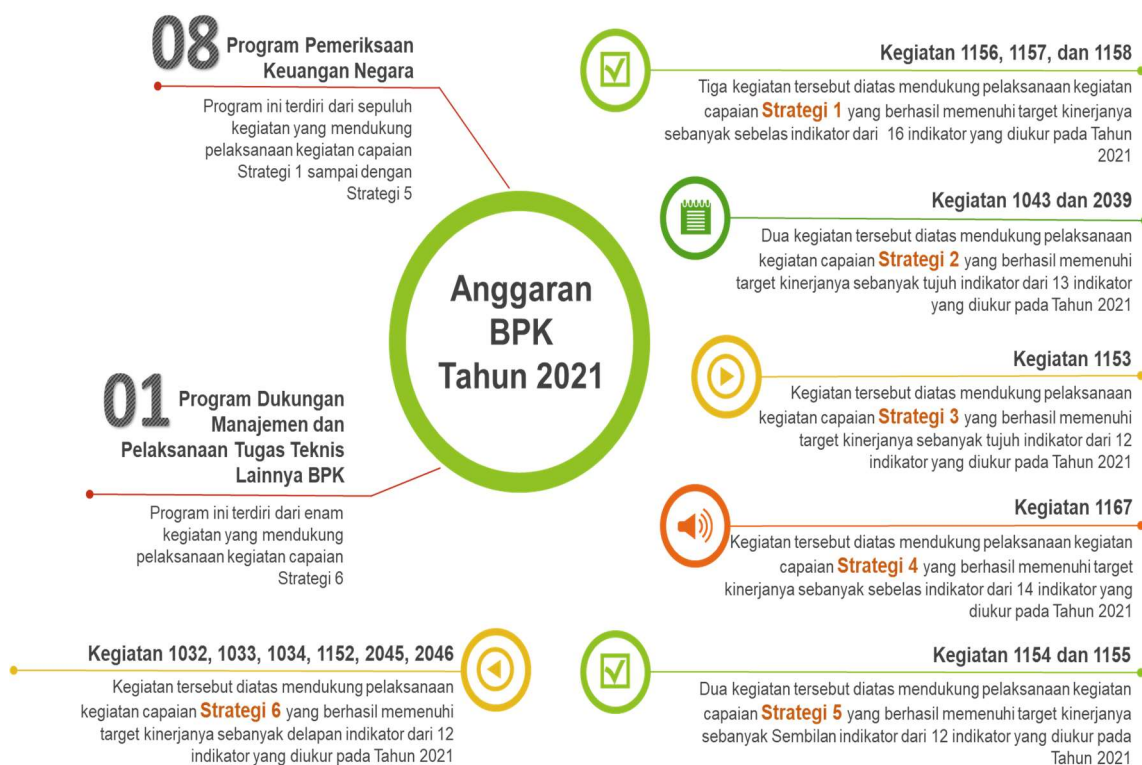 08
Program Pemeriksaan
Keuangan Negara
Program ini terdiri dari sepuluh
kegiatan yang mendukung
pelaksanaan kegiatan capaian
Strategi 1 sampai dengan
Strategi 5
01
Program Dukungan
Manajemen dan
Pelaksanaan Tugas Teknis
Lainnya BPK
Program ini terdiri dari enam
kegiatan yang mendukung
pelaksanaan kegiatan capaian
Strategi 6
Anggaran
BPK
Tahun 2021
Kegiatan 1156, 1157, dan 1158
Tiga kegiatan tersebut diatas mendukung pelaksanaan kegiatan
capaian Strategi 1 yang berhasil memenuhi target kinerjanya
sebanyak sebelas indikator dari 16 indikator yang diukur pada Tahun
2021
Kegiatan 1043 dan 2039
Dua kegiatan tersebut diatas mendukung pelaksanaan
kegiatan capaian Strategi 2 yang berhasil memenuhi
target kinerjanya sebanyak tujuh indikator dari 13 indikator
yang diukur pada Tahun 2021
Kegiatan 1153
Kegiatan tersebut diatas mendukung pelaksanaan
kegiatan capaian Strategi 3 yang berhasil memenuhi
target kinerjanya sebanyak tujuh indikator dari 12
indikator yang diukur pada Tahun 2021
Kegiatan 1167
Kegiatan tersebut diatas mendukung pelaksanaan kegiatan
capaian Strategi 4 yang berhasil memenuhi target
kinerjanya sebanyak sebelas indikator dari 14 indikator yang
diukur pada Tahun 2021
Kegiatan 1154 dan 1155
Dua kegiatan tersebut diatas mendukung pelaksanaan kegiatan
capaian Strategi 5 yang berhasil memenuhi target kinerjanya
sebanyak Sembilan indikator dari 12 indikator yang diukur pada
Tahun 2021
Kegiatan 1032, 1033, 1034, 1152, 2045, 2046
Kegiatan tersebut diatas mendukung pelaksanaan
kegiatan capaian Strategi 6 yang berhasil memenuhi
target kinerjanya sebanyak delapan indikator dari 12
indikator yang diukur pada Tahun 2021